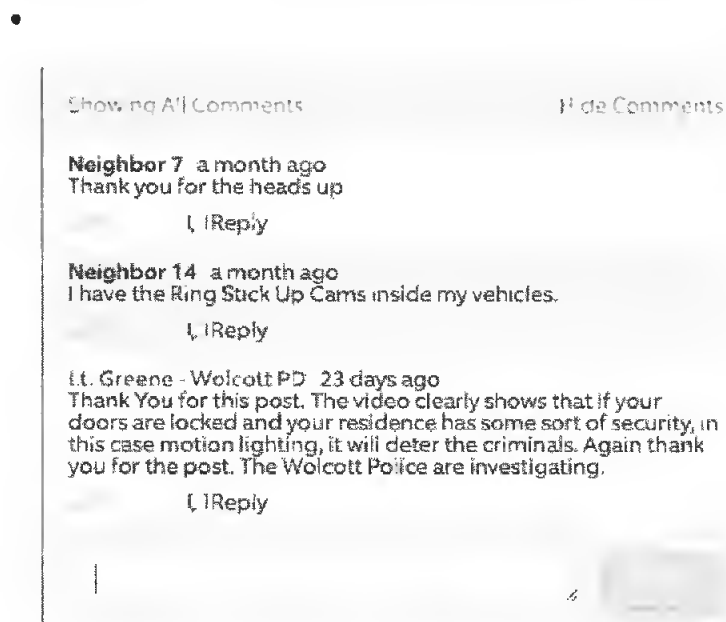 Showing All Comments
Hide Comments
Neighbor 7 a month ago
Thank you for the heads up
Reply
Neighbor 14 a month ago
I have the Ring Stick Up Cams inside my vehicles.
Reply
Lt. Greene - Wolcott PD 23 days ago
Thank You for this post. The video clearly shows that if your
doors are locked and your residence has some sort of security, in
this case motion lighting, it will deter the criminals. Again thank
you for the post. The Wolcott Police are investigating.
Reply